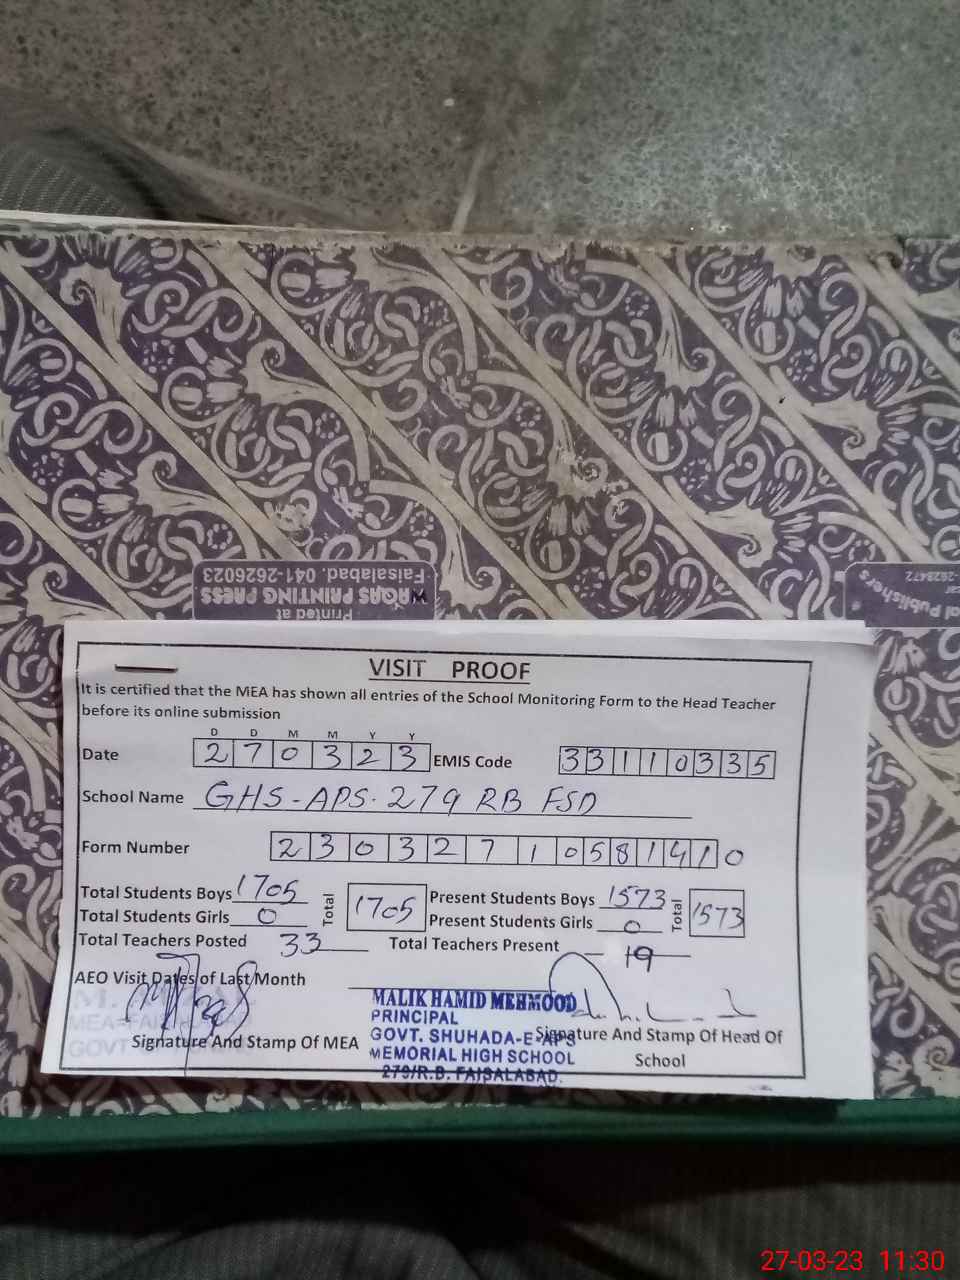 Printed at
WAQAS PRINTING PRESS
Faisalabad. 041-2626023
Publishers
-2628472
VISIT PROOF
It is certified that the MEA has shown all entries of the School Monitoring Form to the Head Teacher
before its online submission
D D M M Y Y
Date 2 7 0 3 2 3 EMIS Code 3 3 1 1 0 3 3 5
School Name GHS-APS. 279 RB FSD
Form Number 2 3 0 3 2 7 1 0 5 8 1 4 1 0
Total Students Boys 1705 Total 1705 Present Students Boys 1573 Total 1573
Total Students Girls 0 Present Students Girls 0
Total Teachers Posted 33 Total Teachers Present 19
AEO Visit Dates of Last Month
MALIK HAMID MEHMOOD
PRINCIPAL
GOVT. SHUHADA-E-APS
MEMORIAL HIGH SCHOOL
279/R.B. FAISALABAD.
Signature And Stamp Of MEA
Signature And Stamp Of Head Of
School
27-03-23 11:30